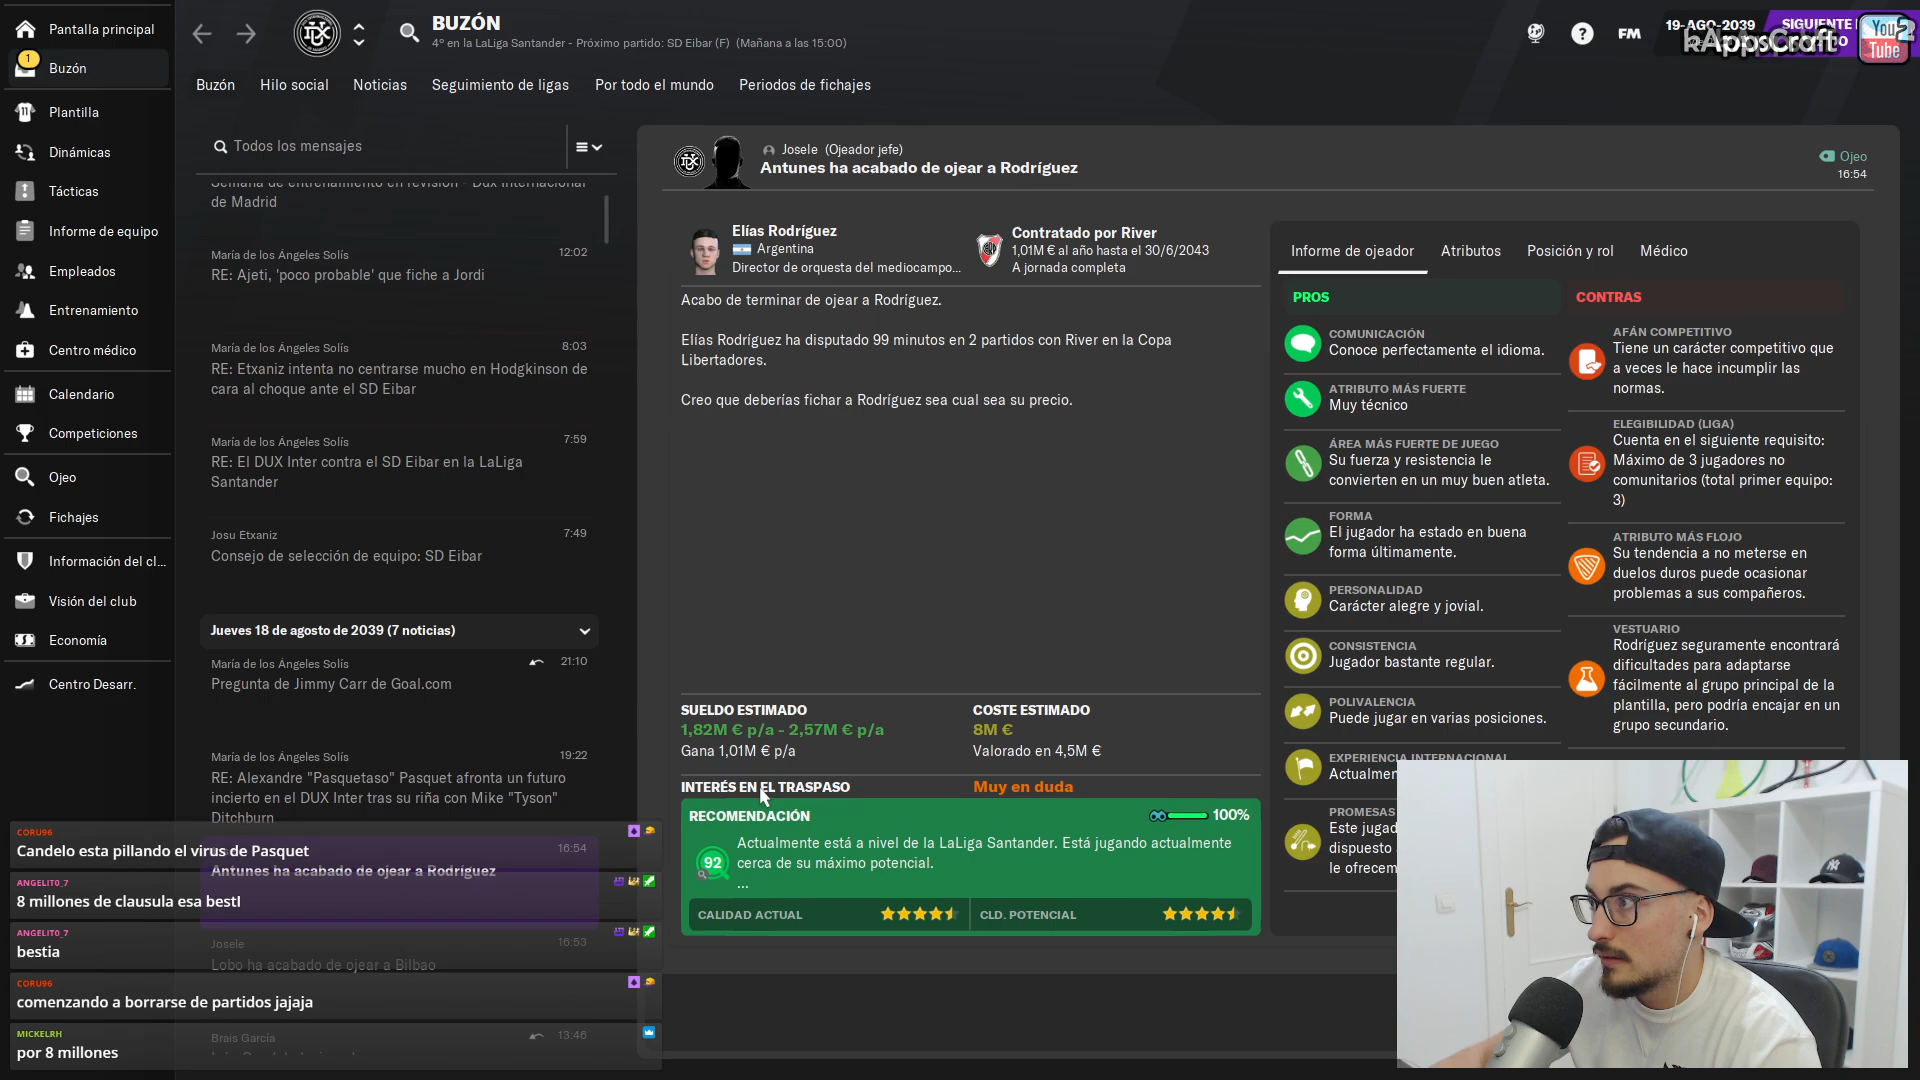 Pantalla principal
1
Buzón
Plantilla
Dinámicas
Tácticas
Informe de equipo
Empleados
Entrenamiento
Centro médico
Calendario
Competiciones
Ojeo
Fichajes
Información del cl...
Visión del club
Economía
Centro Desarr.
BUZÓN
4º en la LaLiga Santander - Próximo partido: SD Eibar (F) (Mañana a las 15:00)
FM
19-AGO-2039
SIGUIENTE
AppsCraft
You Tube
Buzón
Hilo social
Noticias
Seguimiento de ligas
Por todo el mundo
Periodos de fichajes
Todos los mensajes
Semana de entrenamiento en revisión - Dux Internacional
de Madrid
María de los Ángeles Solís
12:02
RE: Ajeti, 'poco probable' que fiche a Jordi
María de los Ángeles Solís
8:03
RE: Etxaniz intenta no centrarse mucho en Hodgkinson de
cara al choque ante el SD Eibar
María de los Ángeles Solís
7:59
RE: El DUX Inter contra el SD Eibar en la LaLiga
Santander
Josu Etxaniz
7:49
Consejo de selección de equipo: SD Eibar
Jueves 18 de agosto de 2039 (7 noticias)
María de los Ángeles Solís
21:10
Pregunta de Jimmy Carr de Goal.com
María de los Ángeles Solís
19:22
RE: Alexandre "Pasquetaso" Pasquet afronta un futuro
incierto en el DUX Inter tras su riña con Mike "Tyson"
Ditchburn
16:54
Antunes ha acabado de ojear a Rodríguez
Josele
16:53
Lobo ha acabado de ojear a Bilbao
Brais García
13:46
CORU96
Candelo esta pillando el virus de Pasquet
ANGELIT0_7
8 millones de clausula esa bestI
ANGELIT0_7
bestia
CORU96
comenzando a borrarse de partidos jajaja
MICKELRH
por 8 millones
Josele (Ojeador jefe)
Antunes ha acabado de ojear a Rodríguez
Ojeo
16:54
Elías Rodríguez
Argentina
Director de orquesta del mediocampo...
Contratado por River
1,01M € al año hasta el 30/6/2043
A jornada completa
Acabo de terminar de ojear a Rodríguez.
Elías Rodríguez ha disputado 99 minutos en 2 partidos con River en la Copa
Libertadores.
Creo que deberías fichar a Rodríguez sea cual sea su precio.
SUELDO ESTIMADO
1,82M € p/a - 2,57M € p/a
Gana 1,01M € p/a
COSTE ESTIMADO
8M €
Valorado en 4,5M €
INTERÉS EN EL TRASPASO
Muy en duda
RECOMENDACIÓN
100%
92
Actualmente está a nivel de la LaLiga Santander. Está jugando actualmente
cerca de su máximo potencial.
...
CALIDAD ACTUAL
CLD. POTENCIAL
Informe de ojeador
Atributos
Posición y rol
Médico
PROS
COMUNICACIÓN
Conoce perfectamente el idioma.
ATRIBUTO MÁS FUERTE
Muy técnico
ÁREA MÁS FUERTE DE JUEGO
Su fuerza y resistencia le
convierten en un muy buen atleta.
FORMA
El jugador ha estado en buena
forma últimamente.
PERSONALIDAD
Carácter alegre y jovial.
CONSISTENCIA
Jugador bastante regular.
POLIVALENCIA
Puede jugar en varias posiciones.
EXPERIENCIA INTERNACIONAL
PROMESAS
Este
dispuesto
le
CONTRAS
AFÁN COMPETITIVO
Tiene un carácter competitivo que
a veces le hace incumplir las
normas.
ELEGIBILIDAD (LIGA)
Cuenta en el siguiente requisito:
Máximo de 3 jugadores no
comunitarios (total primer equipo:
3)
ATRIBUTO MÁS FLOJO
Su tendencia a no meterse en
duelos duros puede ocasionar
problemas a sus compañeros.
VESTUARIO
Rodríguez seguramente encontrará
dificultades para adaptarse
fácilmente al grupo principal de la
plantilla, pero podría encajar en un
grupo secundario.